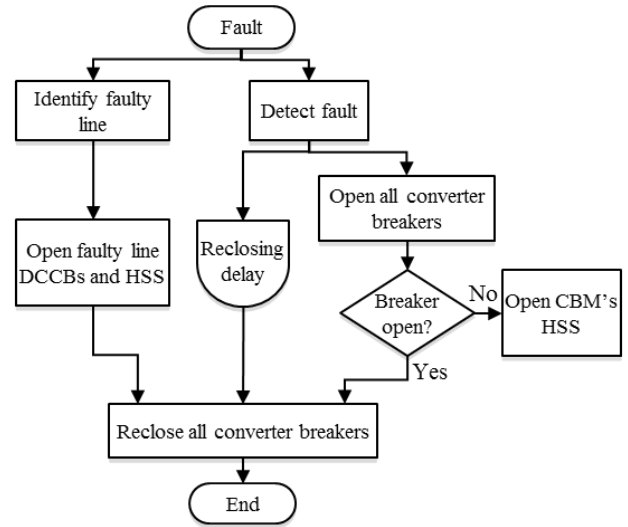 Fault
Identify faulty
line
Detect fault
Open all converter
breakers
Open faulty line
DCCBs and HSS
Reclosing
delay
Breaker
open?
No
Open CBM's
HSS
Yes
Reclose all converter breakers
End